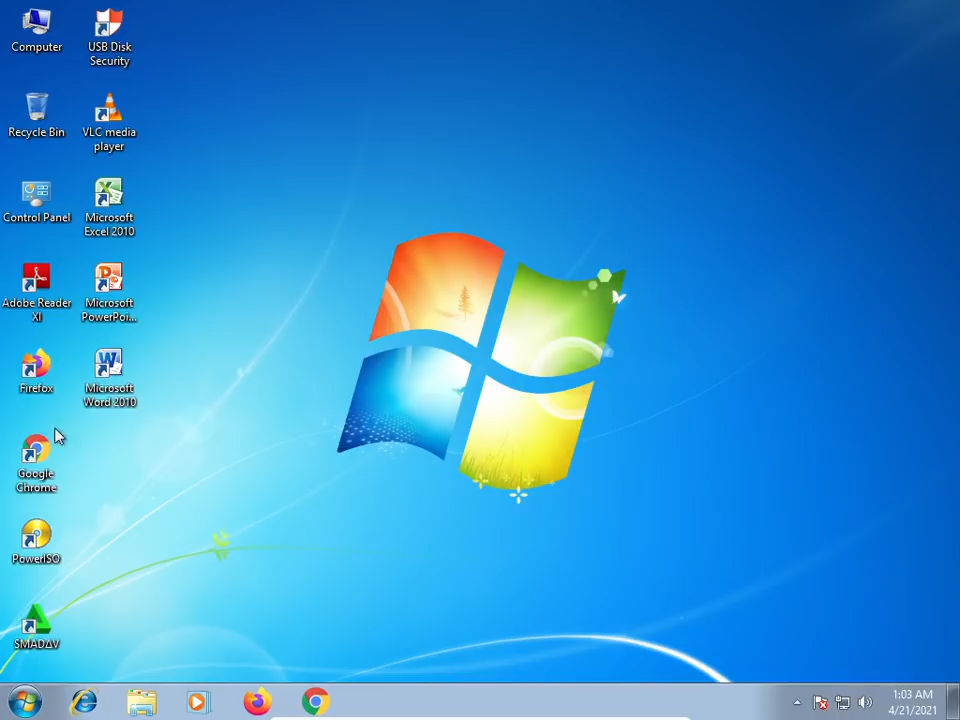 Computer
USB Disk
Security
Recycle Bin
VLC media
player
Control Panel
Microsoft
Excel 2010
Adobe Reader
XI
Microsoft
PowerPoi...
Firefox
Microsoft
Word 2010
Google
Chrome
PowerISO
SMADΔV
1:03 AM
4/21/2021